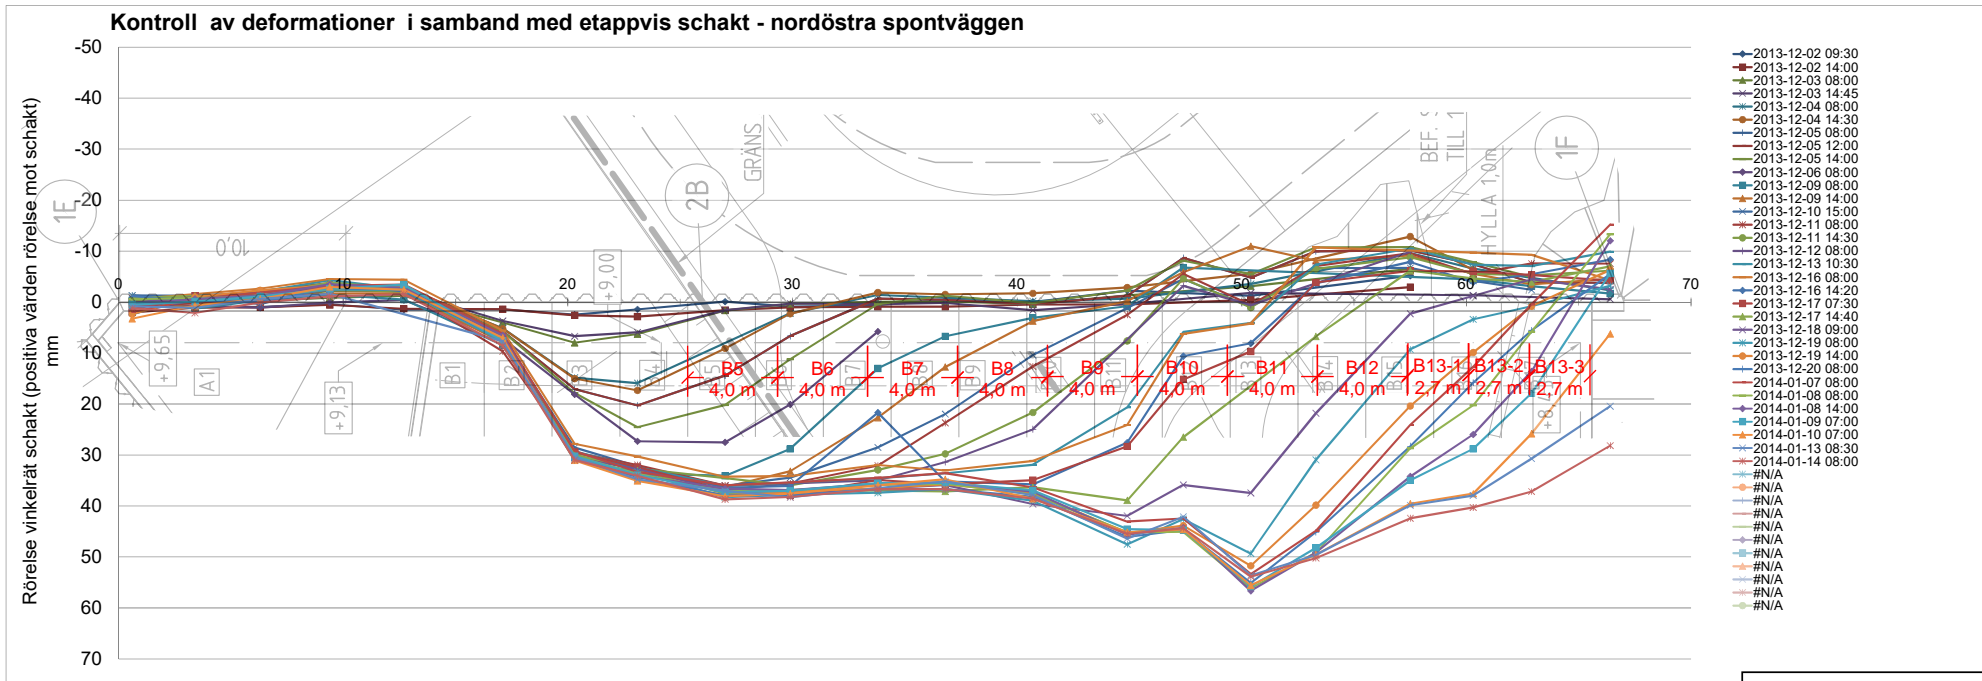 Kontroll av deformationer i samband med etappvis schakt - nordöstra spontväggen
Rörelse vinkelrät schakt (positiva värden rörelse mot schakt)
mm
-50
-40
-30
-20
-10
0
10
20
30
40
50
60
70
0
10
20
30
40
50
60
70
1E
10,0
+9,65
A1
+9,13
B1
B2
B3
+9,00
2B
GRÄNS
B11
BEF. S
TILL 1
HYLLA 1,0m
1F
B5
4,0 m
B6
4,0 m
B7
4,0 m
B8
4,0 m
B9
4,0 m
B10
4,0 m
B11
4,0 m
B12
4,0 m
B13-1
2,7 m
B13-2
2,7 m
B13-3
2,7 m
2013-12-02 09:30
2013-12-02 14:00
2013-12-03 08:00
2013-12-03 14:45
2013-12-04 08:00
2013-12-04 14:30
2013-12-05 08:00
2013-12-05 12:00
2013-12-05 14:00
2013-12-06 08:00
2013-12-09 08:00
2013-12-09 14:00
2013-12-10 15:00
2013-12-11 08:00
2013-12-11 14:30
2013-12-12 08:00
2013-12-13 10:30
2013-12-16 08:00
2013-12-16 14:20
2013-12-17 07:30
2013-12-17 14:40
2013-12-18 09:00
2013-12-19 08:00
2013-12-19 14:00
2013-12-20 08:00
2014-01-07 08:00
2014-01-08 08:00
2014-01-08 14:00
2014-01-09 07:00
2014-01-10 07:00
2014-01-13 08:30
2014-01-14 08:00
#N/A
#N/A
#N/A
#N/A
#N/A
#N/A
#N/A
#N/A
#N/A
#N/A
#N/A